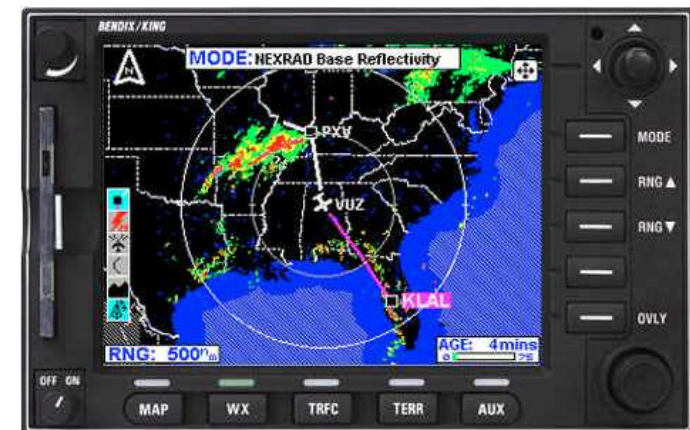 BENDIX/KING
N
MODE: NEXRAD Base Reflectivity
PXV
VUZ
KLAL
RNG: 500nm
AGE: 4mins
0 75
MODE
RNG ▲
RNG ▼
OVLY
OFF ON
MAP
WX
TRFC
TERR
AUX